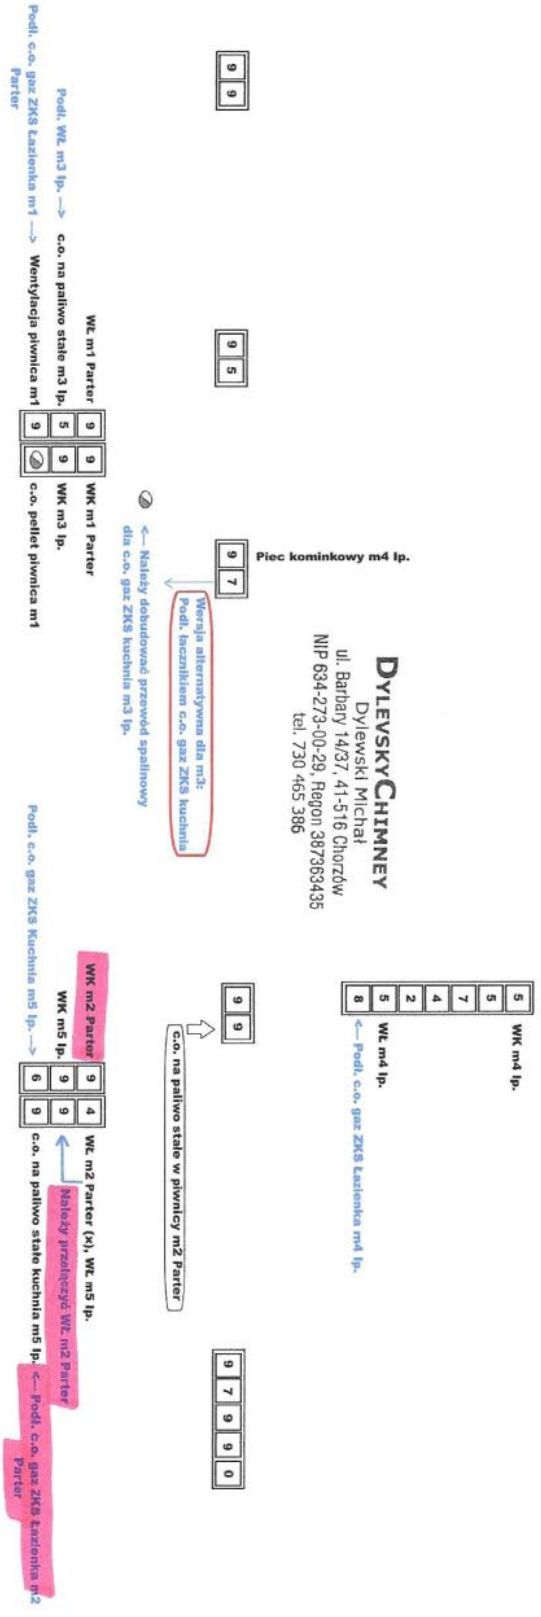 5 WK m4 Ip.
5
7
4
2
5 WŁ m4 Ip.
8 <— Podł. c.o. gaz ZKS Łazienka m4 Ip.
DYLEVSKYCHIMNEY
Dylewski Michał
ul. Barbary 14/37, 41-516 Chorzów
NIP 634-273-00-29, Regon 387363435
tel. 730 465 386
Piec kominkowy m4 Ip.
9 9
9 5
9 7
9 9
9 7 9 9 0
Wersja alternatywna dla m3:
Podł. łacznikiem c.o. gaz ZKS kuchnia
c.o. na paliwo stałe w piwnicy m2 Parter
<— Należy dobudować przewód spalinowy
dla c.o. gaz ZKS kuchnia m3 Ip.
WŁ m1 Parter 9 9 WK m1 Parter
Podł. WŁ m3 Ip. —> c.o. na paliwo stałe m3 Ip. 5 9 WK m3 Ip.
Podł. c.o. gaz ZKS Łazienka m1 —> Wentylacja piwnica m1 9 c.o. pellet piwnica m1
Parter
WK m2 Parter 9 4 WŁ m2 Parter (x), WŁ m5 Ip.
WK m5 Ip. 9 9 Należy przełączyć WŁ m2 Parter
Podł. c.o. gaz ZKS Kuchnia m5 Ip. —> 6 9 c.o. na paliwo stałe kuchnia m5 Ip. <— Podł. c.o. gaz ZKS Łazienka m2
Parter